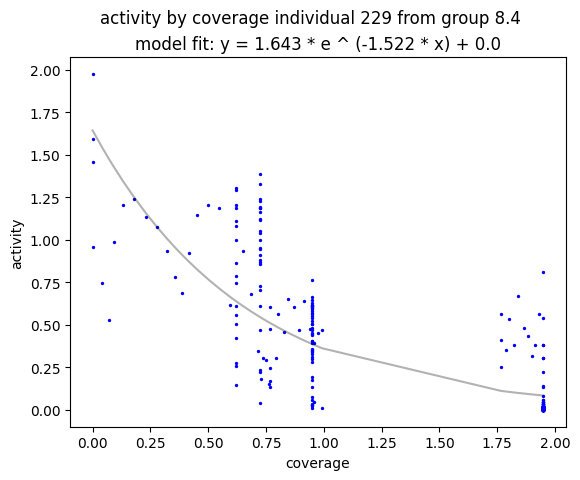 activity by coverage individual 229 from group 8.4
model fit: y = 1.643 * e ^ (-1.522 * x) + 0.0
activity
2.00
1.75
1.50
1.25
1.00
0.75
0.50
0.25
0.00
0.00 0.25 0.50 0.75 1.00 1.25 1.50 1.75 2.00
coverage